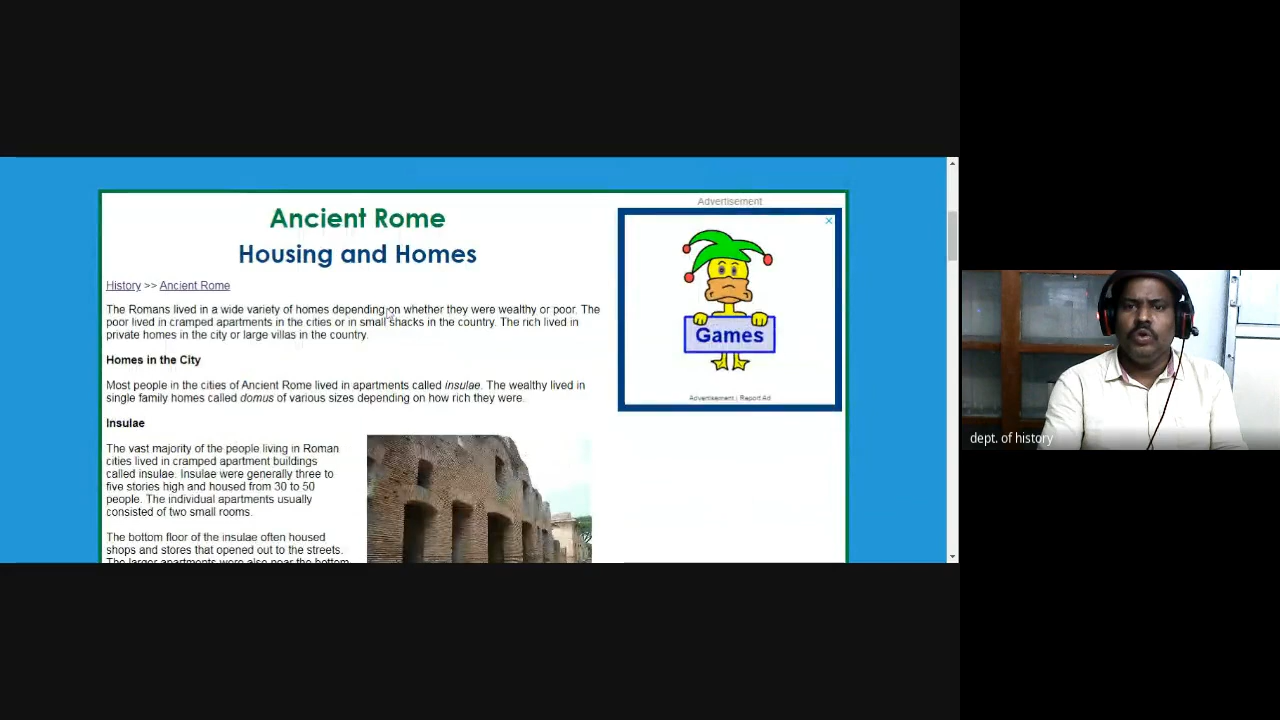 Ancient Rome
Housing and Homes
History >> Ancient Rome
The Romans lived in a wide variety of homes depending on whether they were wealthy or poor. The
poor lived in cramped apartments in the cities or in small shacks in the country. The rich lived in
private homes in the city or large villas in the country.
Homes in the City
Most people in the cities of Ancient Rome lived in apartments called insulae. The wealthy lived in
single family homes called domus of various sizes depending on how rich they were.
Insulae
The vast majority of the people living in Roman
cities lived in cramped apartment buildings
called insulae. Insulae were generally three to
five stories high and housed from 30 to 50
people. The individual apartments usually
consisted of two small rooms.
The bottom floor of the insulae often housed
shops and stores that opened out to the streets.
The larger apartments were also near the bottom
Advertisement
Games
Advertisement | Report Ad
dept. of history